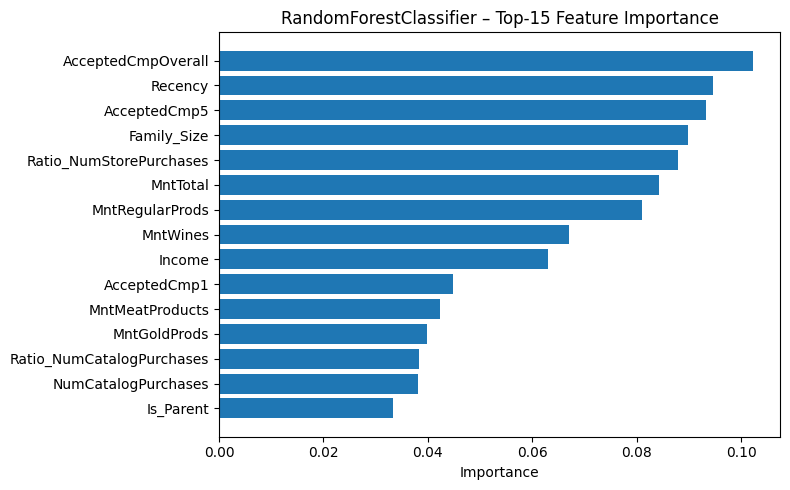 RandomForestClassifier – Top-15 Feature Importance
AcceptedCmpOverall
Recency
AcceptedCmp5
Family_Size
Ratio_NumStorePurchases
MntTotal
MntRegularProds
MntWines
Income
AcceptedCmp1
MntMeatProducts
MntGoldProds
Ratio_NumCatalogPurchases
NumCatalogPurchases
Is_Parent
0.00 0.02 0.04 0.06 0.08 0.10
Importance